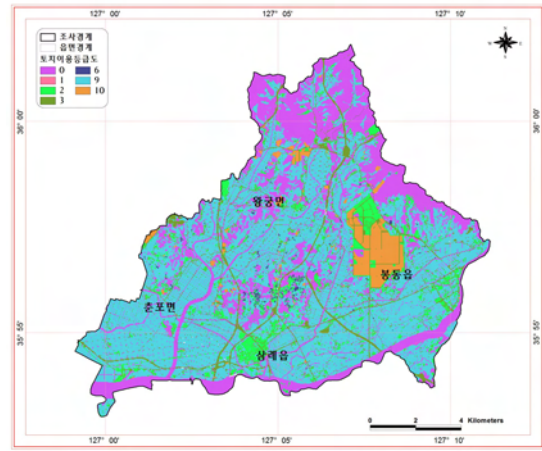 127° 00' 127° 05' 127° 10'
조사경계
읍면경계
토지이용등급도
0 6
1 9
2 10
3
N
W E
S
36° 00' 36° 00'
왕궁면
봉동읍
춘포면
35° 55' 35° 55'
삼례읍
0 2 4 Kilometers
127° 00' 127° 05' 127° 10'